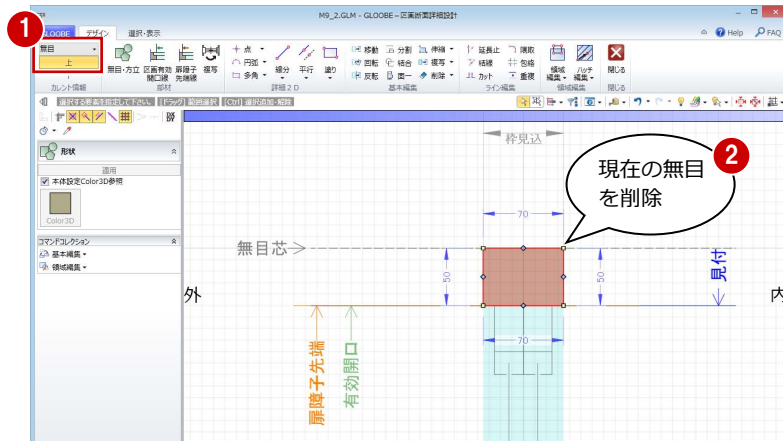 M9_2.GLM - GLOOBE - 区画断面詳細設計
1
GLOOBE デザイン 選択・表示 Help FAQ
無目
上
無目・方立 区画有効開口線 扉障子先端線 複写
点 円弧 多角 線分 平行 塗り
移動 分割 伸縮
回転 結合 複写
反転 面一 削除
延長止 隅取
結線 包絡
カット 重複
領域編集 ハッチ編集 閉じる
カレント情報 部材 詳細2D 基本編集 ライン編集 領域編集 閉じる
選択する要素を指定して下さい。 [ドラッグ] 範囲選択 [Ctrl] 選択追加・解除
形状
適用
本体設定Color3D参照
Color3D
コマンドコレクション
基本編集
領域編集
枠見込
2
現在の無目
を削除
70
無目芯
50
50
見付
外
内
70
扉障子先端
有効開口